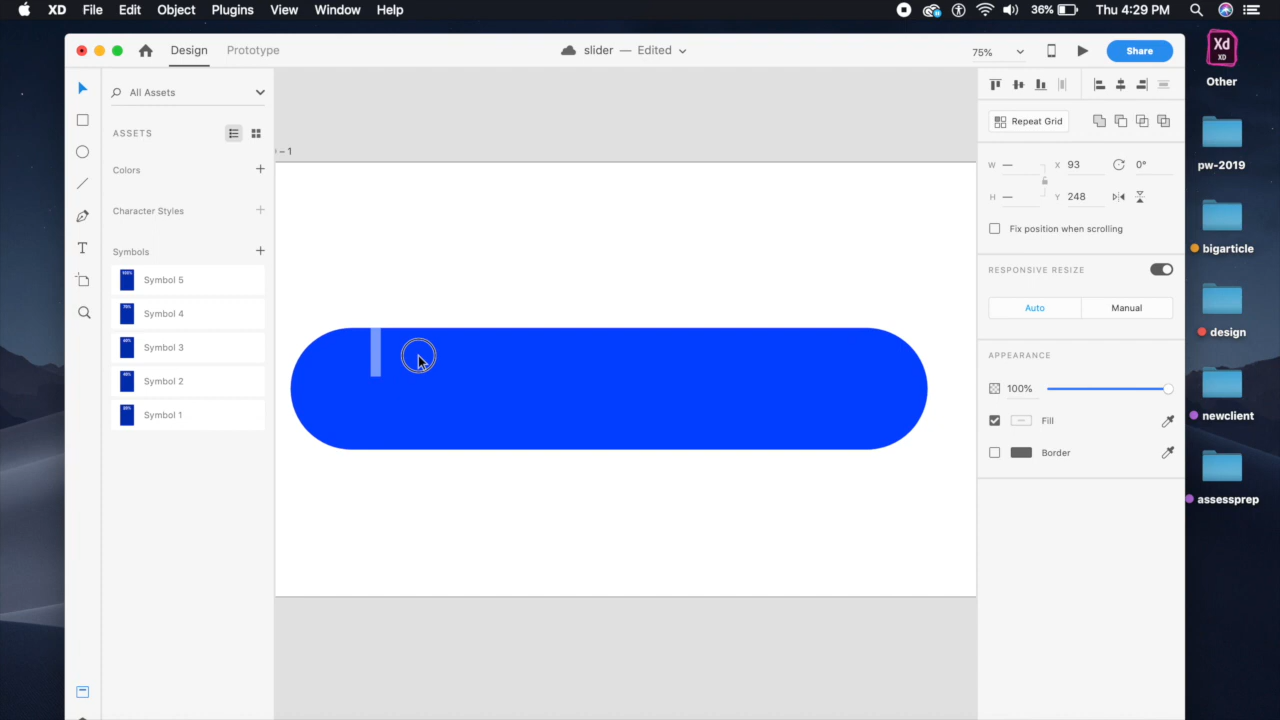 XD File Edit Object Plugins View Window Help
36% Thu 4:29 PM
Design Prototype
slider — Edited
75%
Share
All Assets
ASSETS
Colors
Character Styles
Symbols
Symbol 5
Symbol 4
Symbol 3
Symbol 2
Symbol 1
– 1
Repeat Grid
W — X 93 0°
H — Y 248
Fix position when scrolling
RESPONSIVE RESIZE
Auto Manual
APPEARANCE
100%
Fill
Border
Xd
XD
Other
pw-2019
bigarticle
design
newclient
assessprep